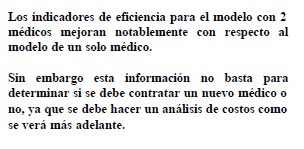 Los indicadores de eficiencia para el modelo con 2
médicos mejoran notablemente con respecto al
modelo de un solo médico.
Sin embargo esta información no basta para
determinar si se debe contratar un nuevo médico o
no, ya que se debe hacer un análisis de costos como
se verá más adelante.